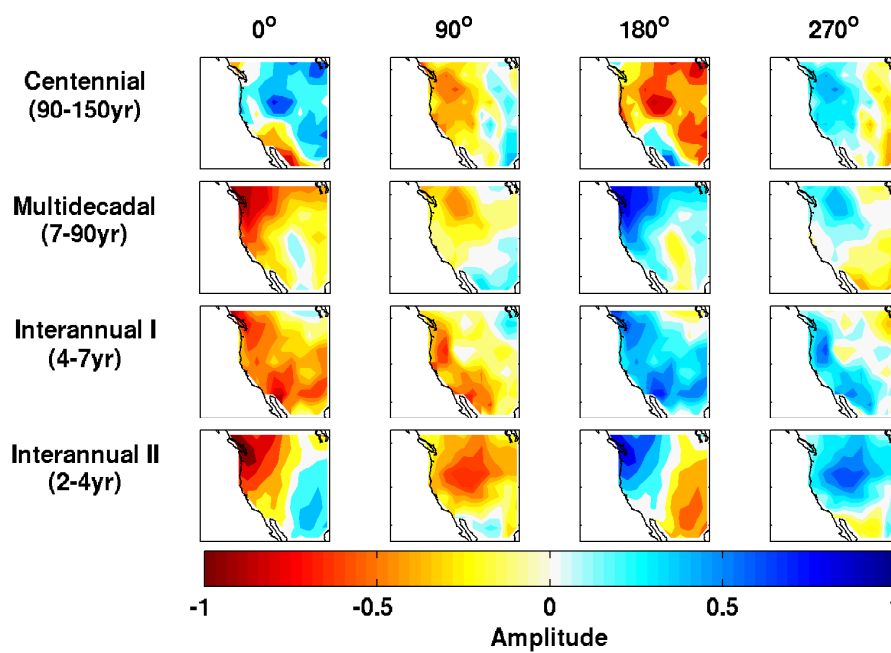 0° 90° 180° 270°
Centennial
(90-150yr)
Multidecadal
(7-90yr)
Interannual I
(4-7yr)
Interannual II
(2-4yr)
-1 -0.5 0 0.5
Amplitude